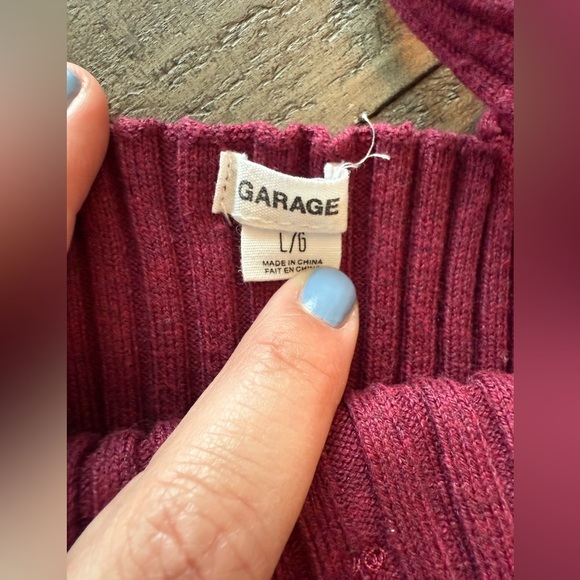 GARAGE
L/G
MADE IN CHINA
FAIT EN CHINE